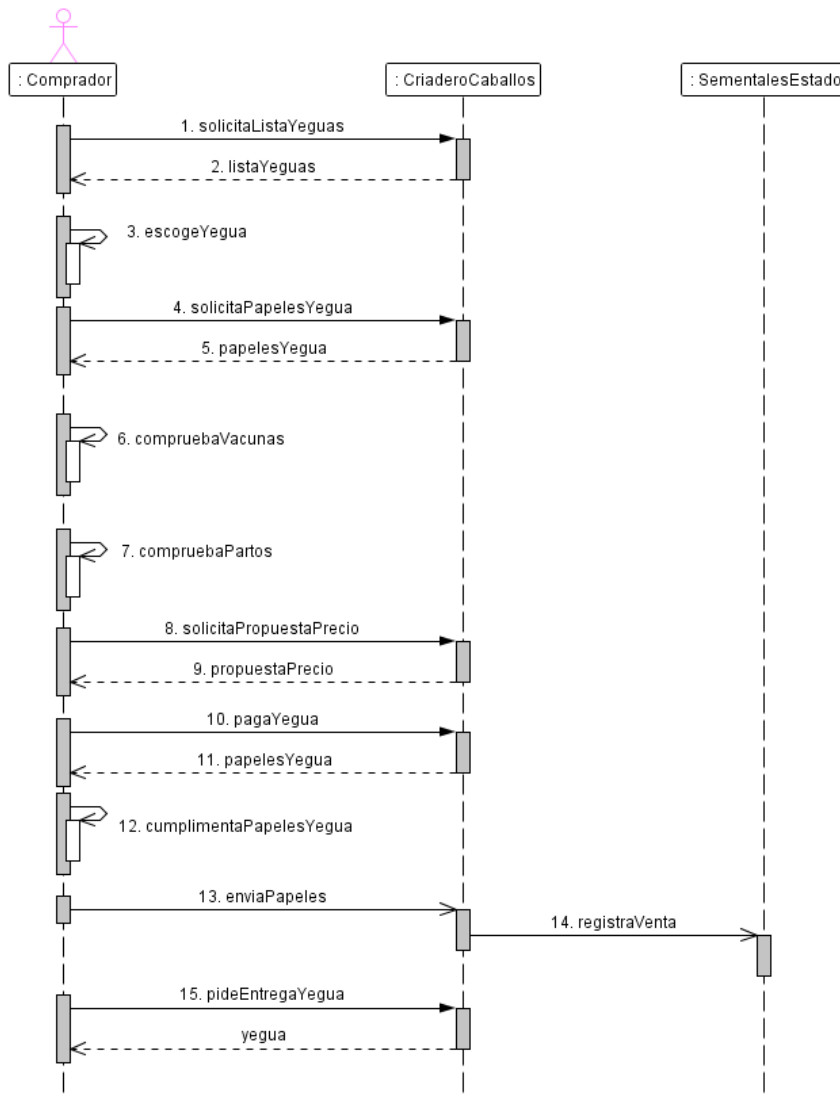 : Comprador
: CriaderoCaballos
: SementalesEstado
1. solicitaListaYeguas
2. listaYeguas
3. escogeYegua
4. solicitaPapelesYegua
5. papelesYegua
6. compruebaVacunas
7. compruebaPartos
8. solicitaPropuestaPrecio
9. propuestaPrecio
10. pagaYegua
11. papelesYegua
12. cumplimentaPapelesYegua
13. enviaPapeles
14. registraVenta
15. pideEntregaYegua
yegua